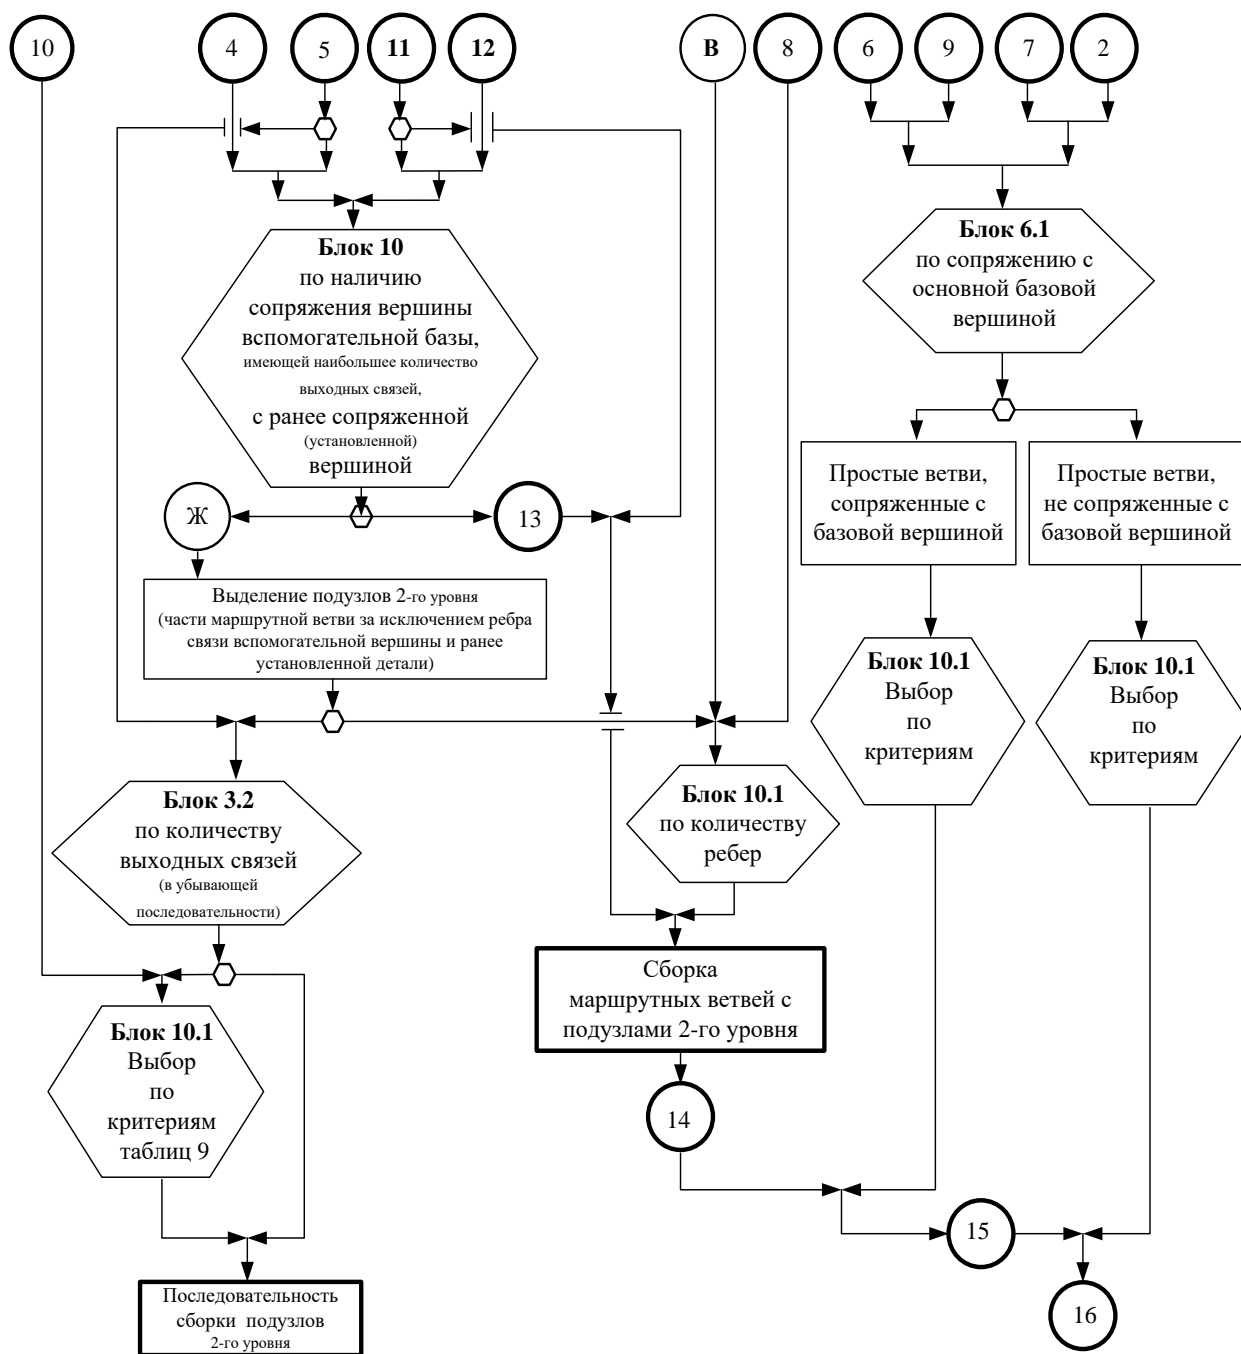 10
4
5
11
12
В
8
6
9
7
2
Блок 10
по наличию
сопряжения вершины
вспомогательной базы,
имеющей наибольшее количество
выходных связей,
с ранее сопряженной
(установленной)
вершиной
Блок 6.1
по сопряжению с
основной базовой
вершиной
Простые ветви,
сопряженные с
базовой вершиной
Простые ветви,
не сопряженные с
базовой вершиной
Ж
13
Выделение подузлов 2-го уровня
(части маршрутной ветви за исключением ребра
связи вспомогательной вершины и ранее
установленной детали)
Блок 10.1
Выбор
по
критериям
Блок 10.1
Выбор
по
критериям
Блок 3.2
по количеству
выходных связей
(в убывающей
последовательности)
Блок 10.1
по количеству
ребер
Сборка
маршрутных ветвей с
подузлами 2-го уровня
Блок 10.1
Выбор
по
критериям
таблиц 9
14
15
16
Последовательность
сборки подузлов
2-го уровня